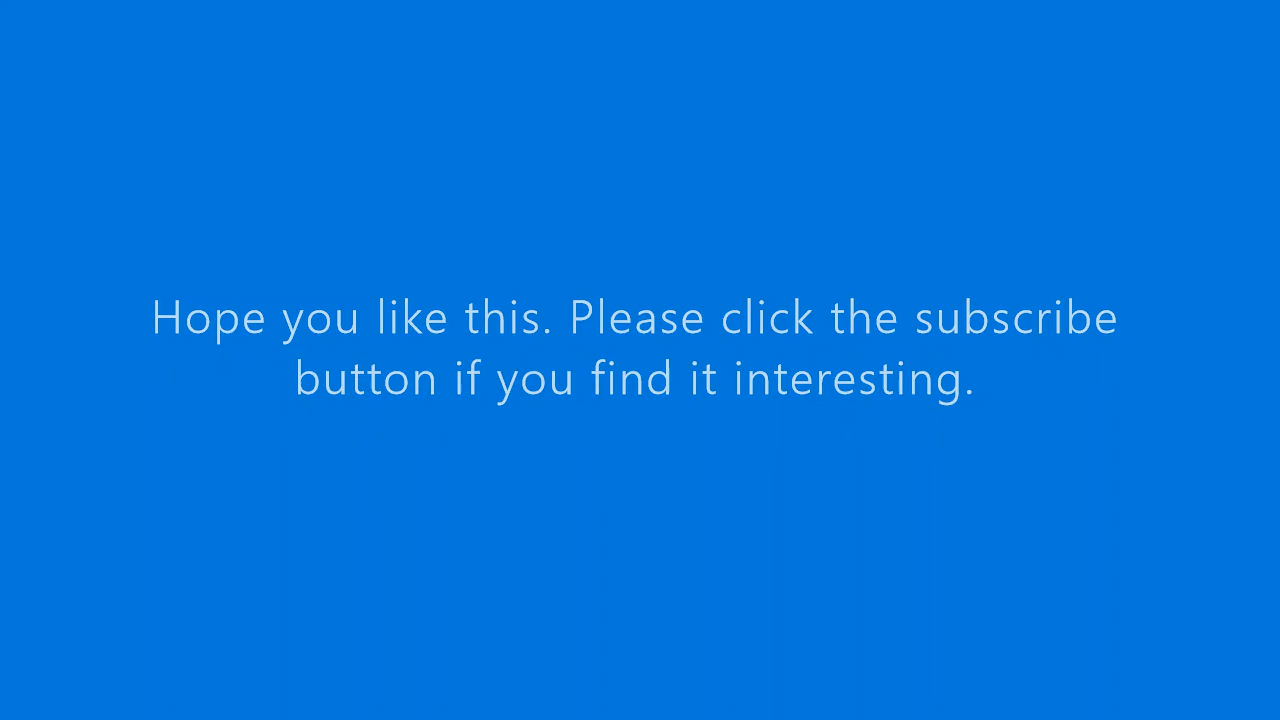 Hope you like this. Please click the subscribe
button if you find it interesting.